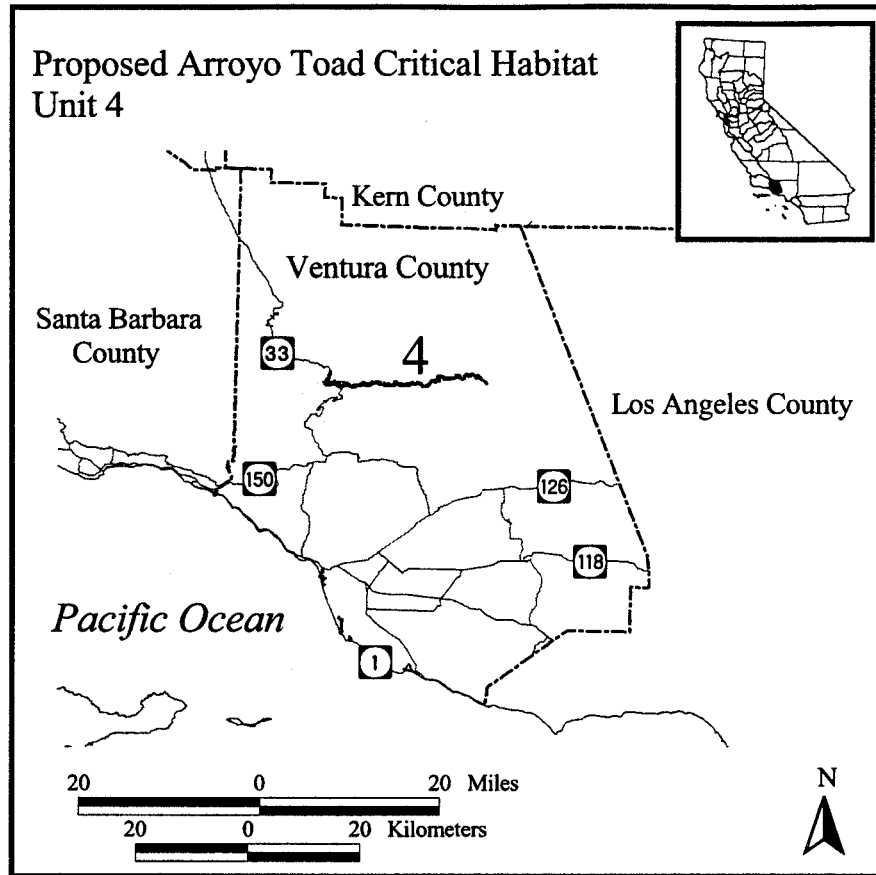 Proposed Arroyo Toad Critical Habitat
Unit 4
Kern County
Ventura County
Santa Barbara
County
33
4
Los Angeles County
150
126
118
Pacific Ocean
1
20 0 20 Miles
20 0 20 Kilometers
N